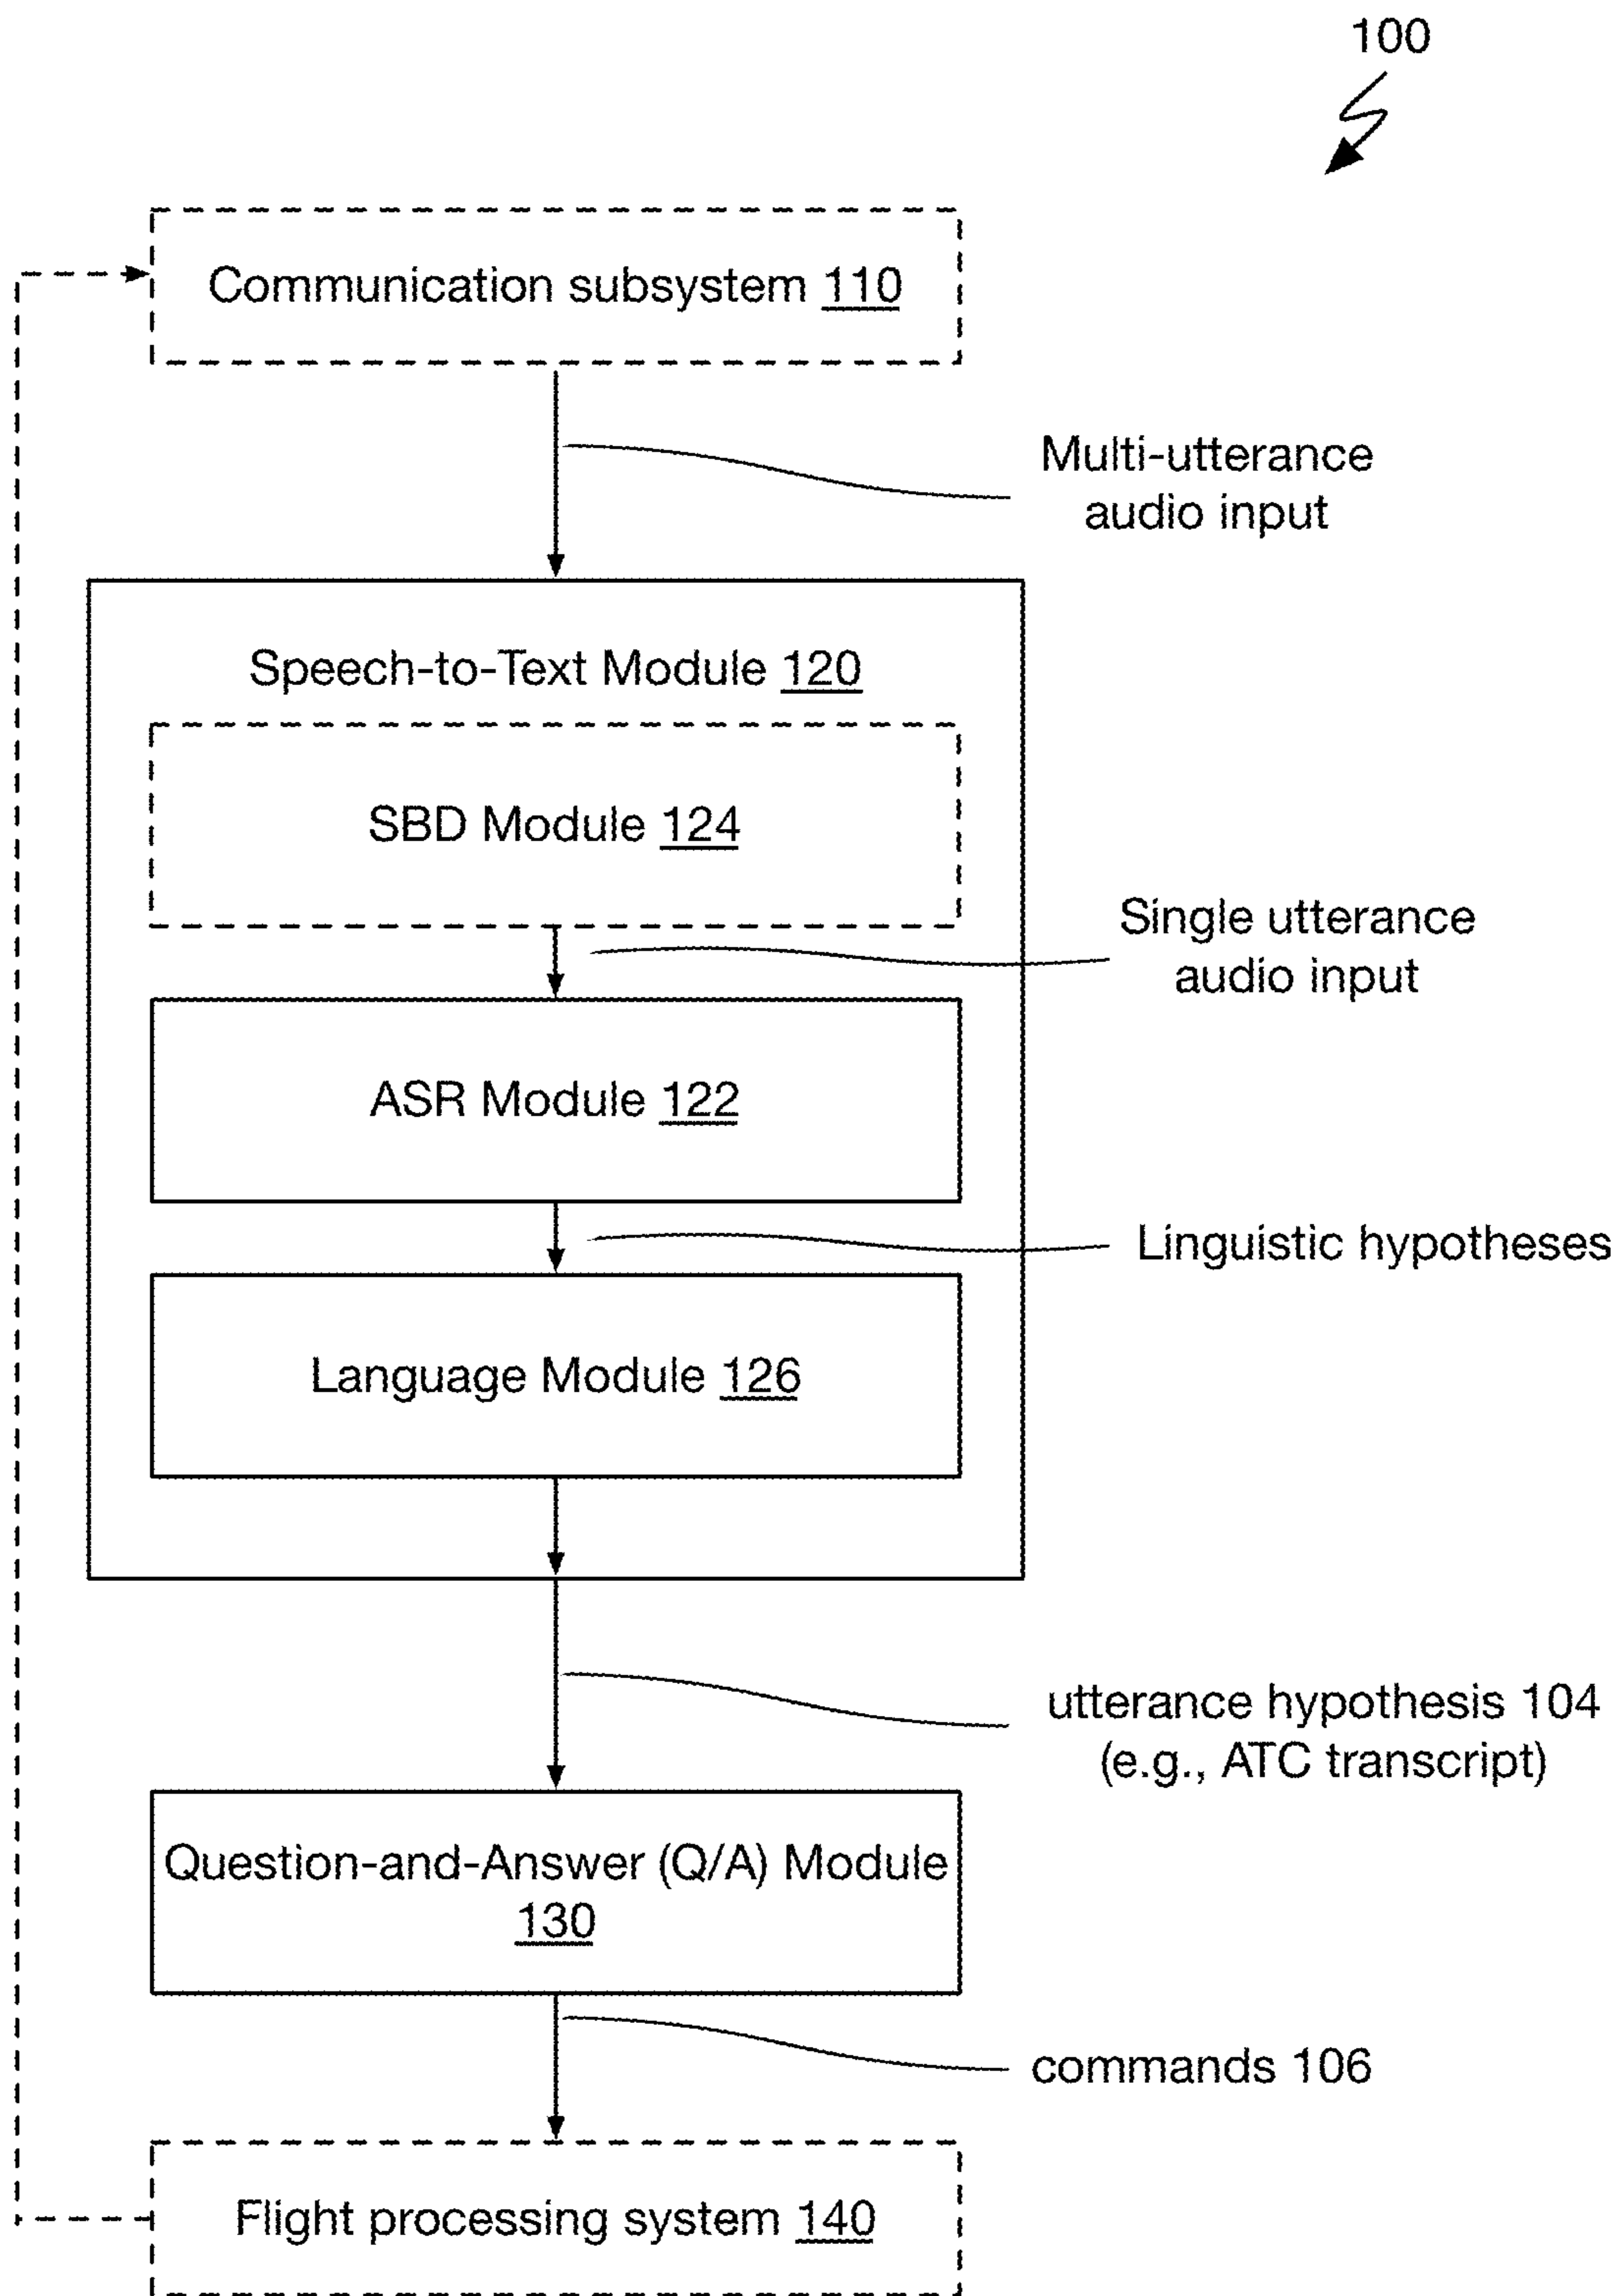 100
Communication subsystem 110
Multi-utterance
audio input
Speech-to-Text Module 120
SBD Module 124
Single utterance
audio input
ASR Module 122
Linguistic hypotheses
Language Module 126
utterance hypothesis 104
(e.g., ATC transcript)
Question-and-Answer (Q/A) Module
130
commands 106
Flight processing system 140